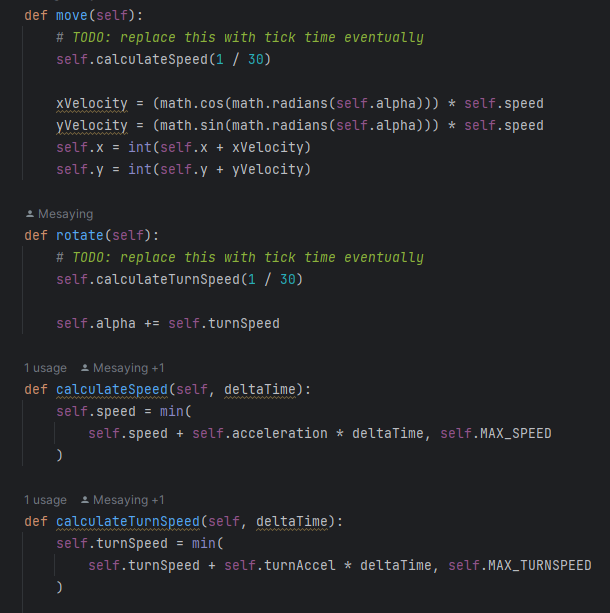 def move(self):
# TODO: replace this with tick time eventually
self.calculateSpeed(1 / 30)
xVelocity = (math.cos(math.radians(self.alpha))) * self.speed
yVelocity = (math.sin(math.radians(self.alpha))) * self.speed
self.x = int(self.x + xVelocity)
self.y = int(self.y + yVelocity)
Mesaying
def rotate(self):
# TODO: replace this with tick time eventually
self.calculateTurnSpeed(1 / 30)
self.alpha += self.turnSpeed
1 usage Mesaying +1
def calculateSpeed(self, deltaTime):
self.speed = min(
self.speed + self.acceleration * deltaTime, self.MAX_SPEED
)
1 usage Mesaying +1
def calculateTurnSpeed(self, deltaTime):
self.turnSpeed = min(
self.turnSpeed + self.turnAccel * deltaTime, self.MAX_TURNSPEED
)